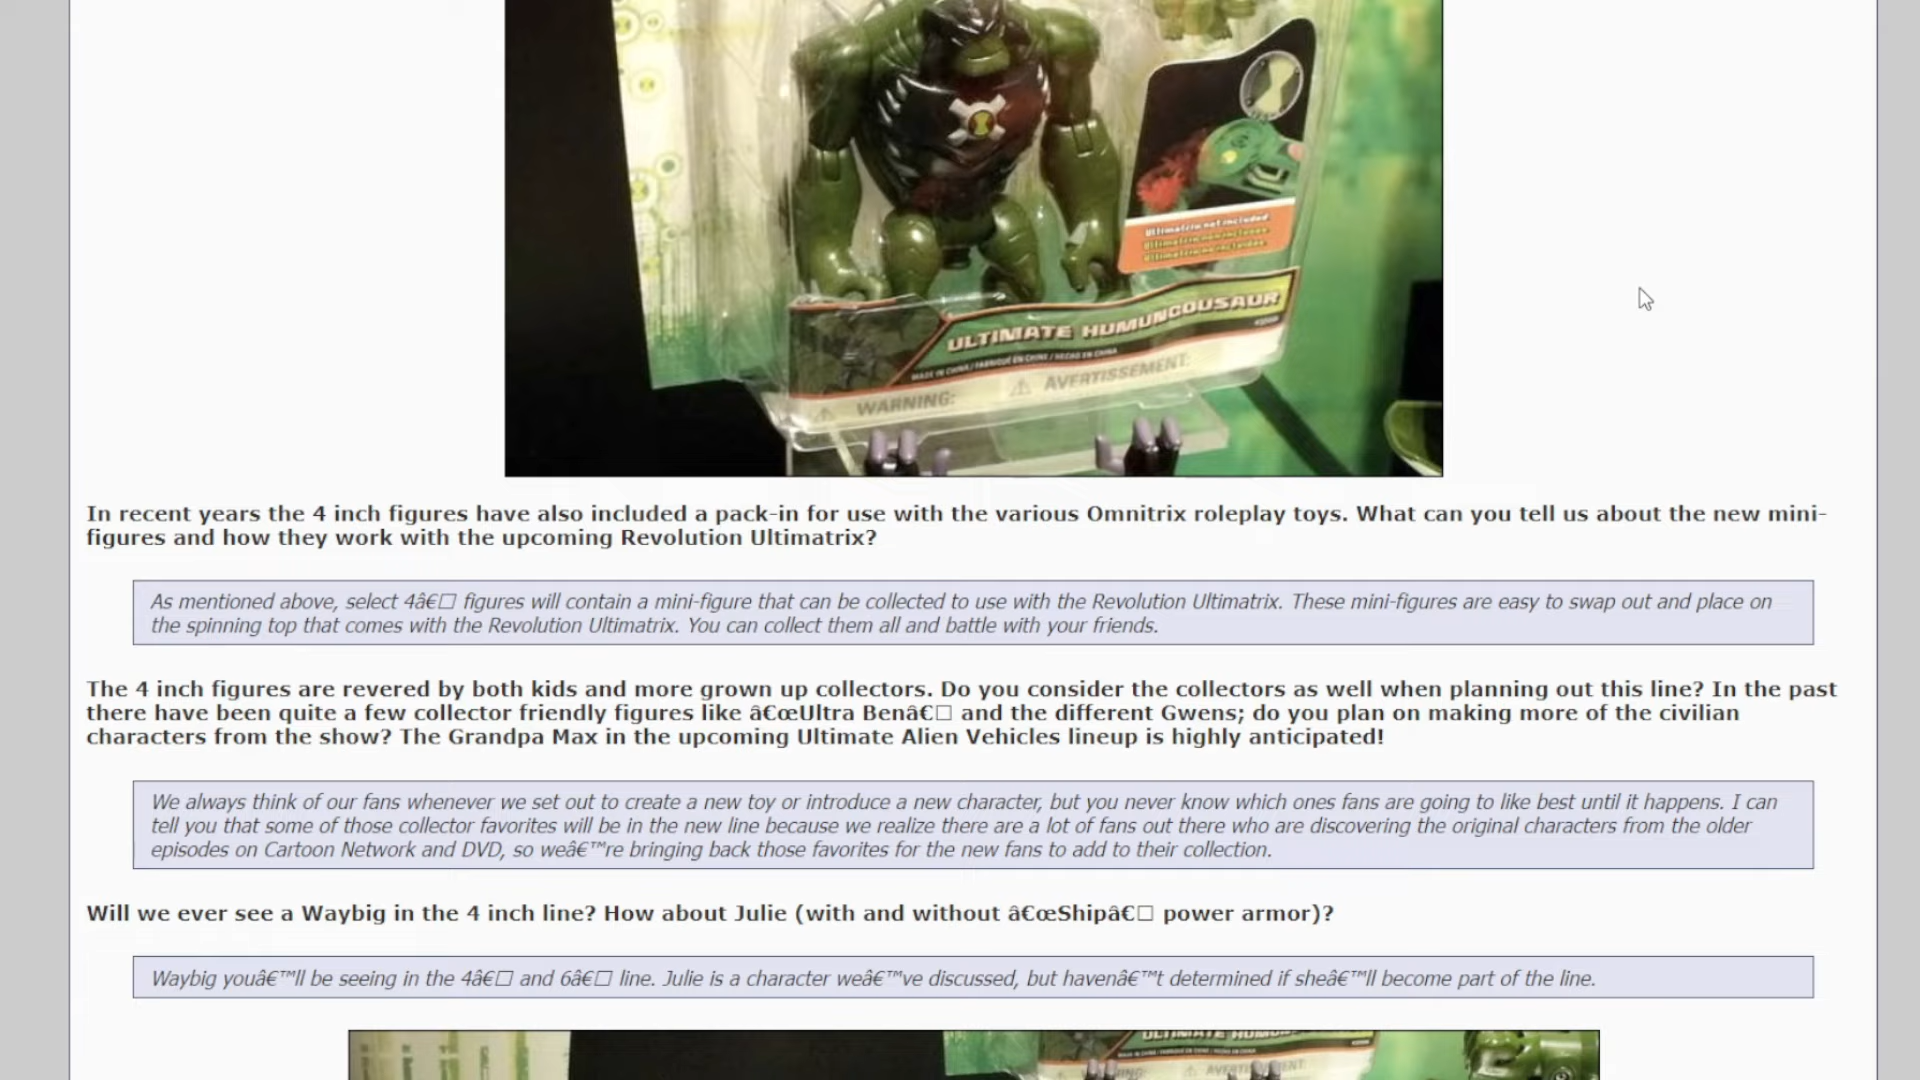 Ultimatrix not included.
ULTIMATE HUMUNGOUSAUR
MADE IN CHINA / FABRIQUÉ EN CHINE / HECHO EN CHINA
WARNING:
AVERTISSEMENT:
In recent years the 4 inch figures have also included a pack-in for use with the various Omnitrix roleplay toys. What can you tell us about the new mini-
figures and how they work with the upcoming Revolution Ultimatrix?
As mentioned above, select 4â€□ figures will contain a mini-figure that can be collected to use with the Revolution Ultimatrix. These mini-figures are easy to swap out and place on
the spinning top that comes with the Revolution Ultimatrix. You can collect them all and battle with your friends.
The 4 inch figures are revered by both kids and more grown up collectors. Do you consider the collectors as well when planning out this line? In the past
there have been quite a few collector friendly figures like â€œUltra Benâ€□ and the different Gwens; do you plan on making more of the civilian
characters from the show? The Grandpa Max in the upcoming Ultimate Alien Vehicles lineup is highly anticipated!
We always think of our fans whenever we set out to create a new toy or introduce a new character, but you never know which ones fans are going to like best until it happens. I can
tell you that some of those collector favorites will be in the new line because we realize there are a lot of fans out there who are discovering the original characters from the older
episodes on Cartoon Network and DVD, so weâ€™re bringing back those favorites for the new fans to add to their collection.
Will we ever see a Waybig in the 4 inch line? How about Julie (with and without â€œShipâ€□ power armor)?
Waybig youâ€™ll be seeing in the 4â€□ and 6â€□ line. Julie is a character weâ€™ve discussed, but havenâ€™t determined if sheâ€™ll become part of the line.